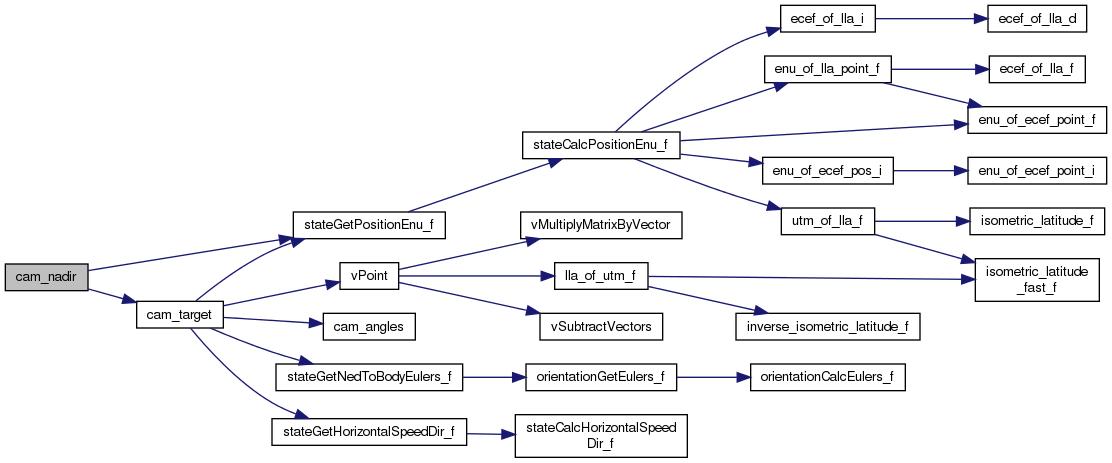 ecef_of_lla_i
ecef_of_lla_d
enu_of_lla_point_f
ecef_of_lla_f
enu_of_ecef_point_f
stateCalcPositionEnu_f
enu_of_ecef_pos_i
enu_of_ecef_point_i
utm_of_lla_f
isometric_latitude_f
stateGetPositionEnu_f
vMultiplyMatrixByVector
cam_nadir
vPoint
lla_of_utm_f
isometric_latitude
_fast_f
cam_target
cam_angles
vSubtractVectors
inverse_isometric_latitude_f
stateGetNedToBodyEulers_f
orientationGetEulers_f
orientationCalcEulers_f
stateGetHorizontalSpeedDir_f
stateCalcHorizontalSpeed
Dir_f